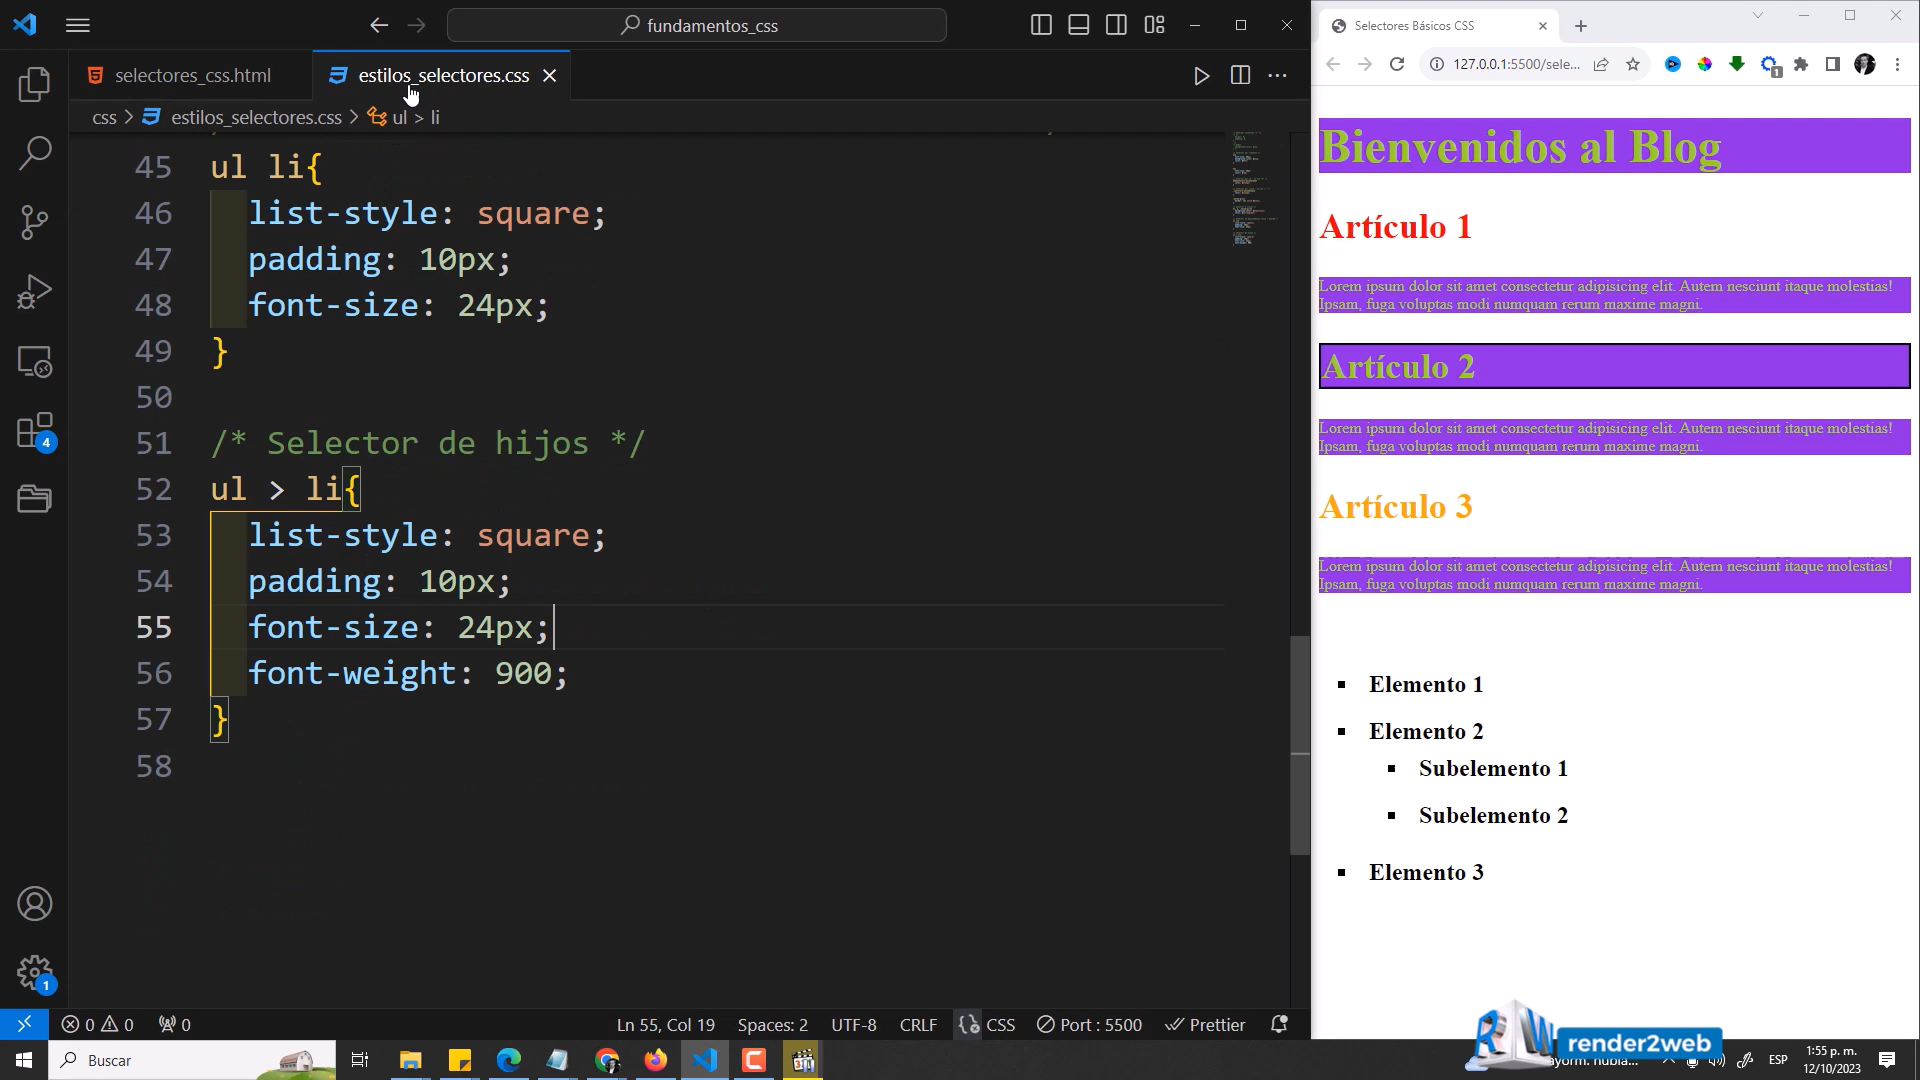 fundamentos_css
selectores_css.html
estilos_selectores.css
css > estilos_selectores.css > ul > li
45 ul li{
46 list-style: square;
47 padding: 10px;
48 font-size: 24px;
49 }
50
51 /* Selector de hijos */
52 ul > li{
53 list-style: square;
54 padding: 10px;
55 font-size: 24px;
56 font-weight: 900;
57 }
58
4
1
0 0 0
Ln 55, Col 19 Spaces: 2 UTF-8 CRLF CSS Port : 5500 Prettier
Selectores Básicos CSS
127.0.0.1:5500/sele...
1
Bienvenidos al Blog
Artículo 1
Lorem ipsum dolor sit amet consectetur adipisicing elit. Autem nesciunt itaque molestias!
Ipsam, fuga voluptas modi numquam rerum maxime magni.
Artículo 2
Lorem ipsum dolor sit amet consectetur adipisicing elit. Autem nesciunt itaque molestias!
Ipsam, fuga voluptas modi numquam rerum maxime magni.
Artículo 3
Lorem ipsum dolor sit amet consectetur adipisicing elit. Autem nesciunt itaque molestias!
Ipsam, fuga voluptas modi numquam rerum maxime magni.
Elemento 1
Elemento 2
Subelemento 1
Subelemento 2
Elemento 3
render2web
Buscar
ESP
1:55 p. m.
12/10/2023